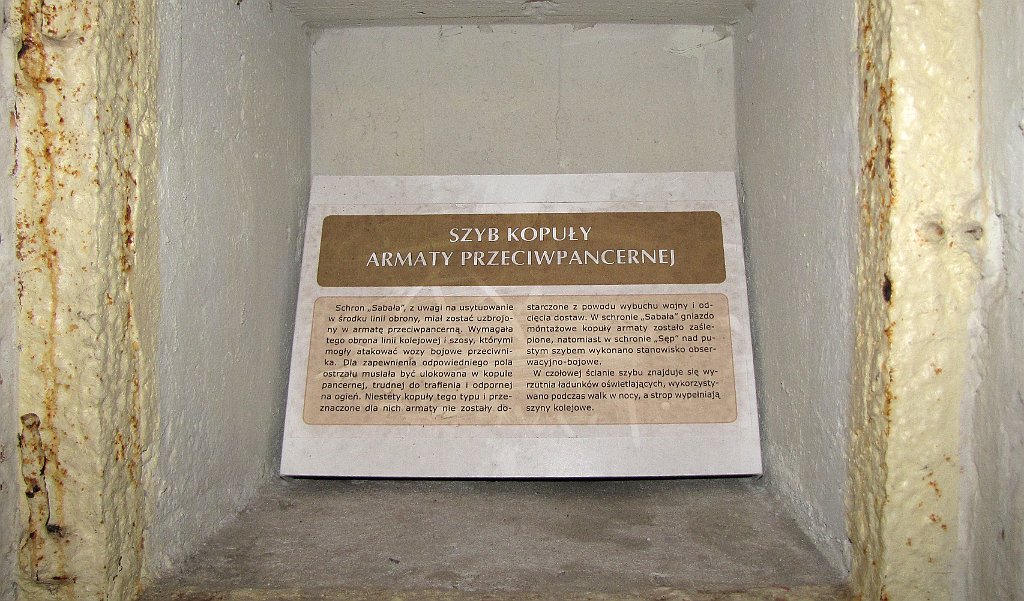 SZYB KOPUŁY
ARMATY PRZECIWPANCERNEJ
Schron „Sabała”, z uwagi na usytuowanie
w środku linii obrony, miał zostać uzbrojo-
ny w armatę przeciwpancerną. Wymagała
tego obrona linii kolejowej i szosy, którymi
mogły atakować wozy bojowe przeciwni-
ka. Dla zapewnienia odpowiedniego pola
ostrzału musiała być ulokowana w kopule
pancernej, trudnej do trafienia i odpornej
na ogień. Niestety kopuły tego typu i prze-
znaczone dla nich armaty nie zostały do-
starczone z powodu wybuchu wojny i od-
cięcia dostaw. W schronie „Sabała” gniazdo
montażowe kopuły armaty zostało zaśle-
pione, natomiast w schronie „Sęp” nad pu-
stym szybem wykonano stanowisko obser-
wacyjno-bojowe.
W czołowej ścianie szybu znajduje się wy-
rzutnia ładunków oświetlających, wykorzysty-
wano podczas walk w nocy, a strop wypełniają
szyny kolejowe.